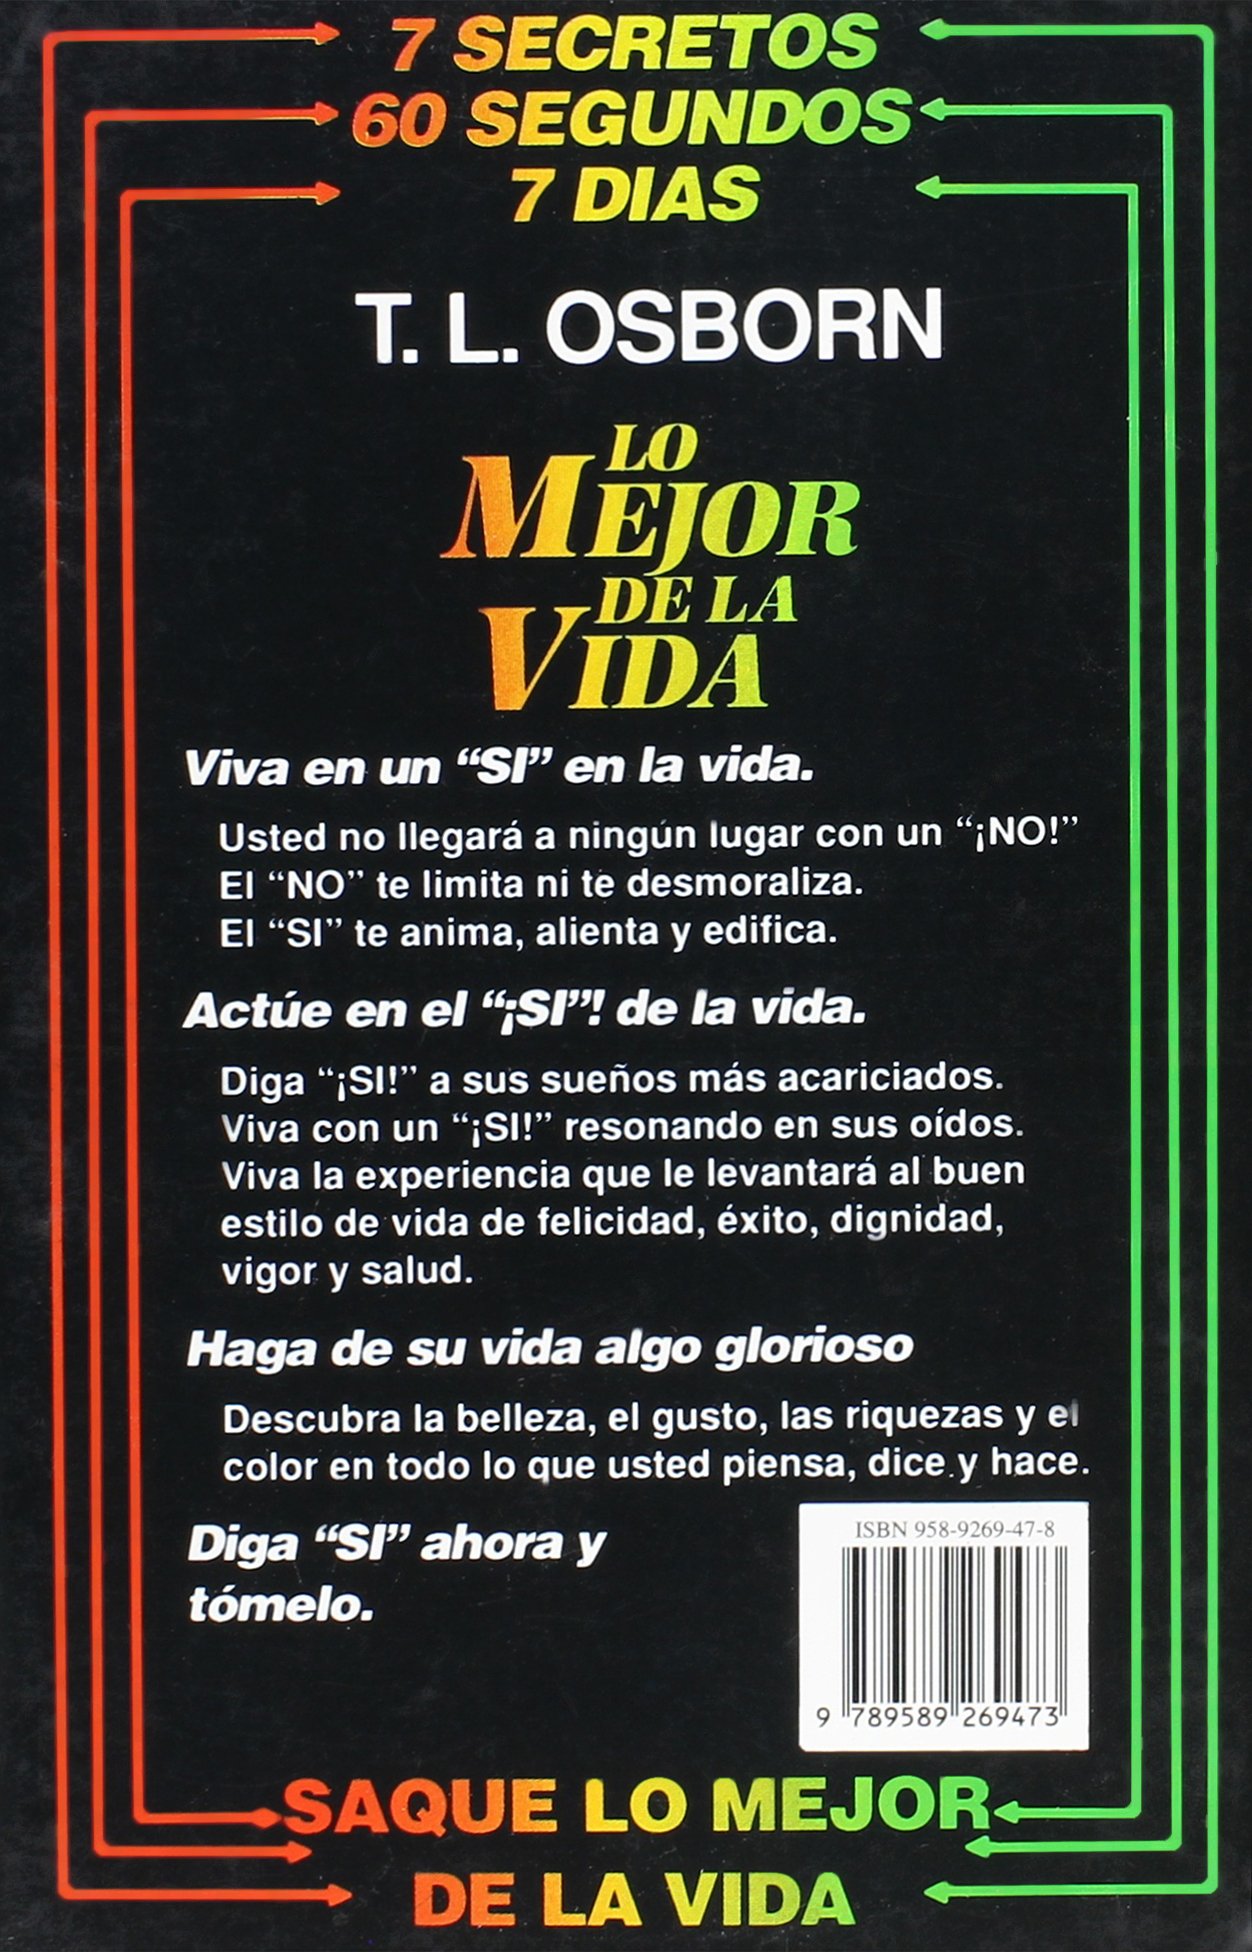 7 SECRETOS
60 SEGUNDOS
7 DIAS
T. L. OSBORN
LO
MEJOR
DE LA
VIDA
Viva en un “SI” en la vida.
Usted no llegará a ningún lugar con un “¡NO!”
El “NO” te limita ni te desmoraliza.
El “SI” te anima, alienta y edifica.
Actúe en el “¡SI”! de la vida.
Diga “¡SI!” a sus sueños más acariciados.
Viva con un “¡SI!” resonando en sus oídos.
Viva la experiencia que le levantará al buen
estilo de vida de felicidad, éxito, dignidad,
vigor y salud.
Haga de su vida algo glorioso
Descubra la belleza, el gusto, las riquezas y el
color en todo lo que usted piensa, dice y hace.
Diga “SI” ahora y
tómelo.
ISBN 958-9269-47-8
9 789589 269473
SAQUE LO MEJOR
DE LA VIDA